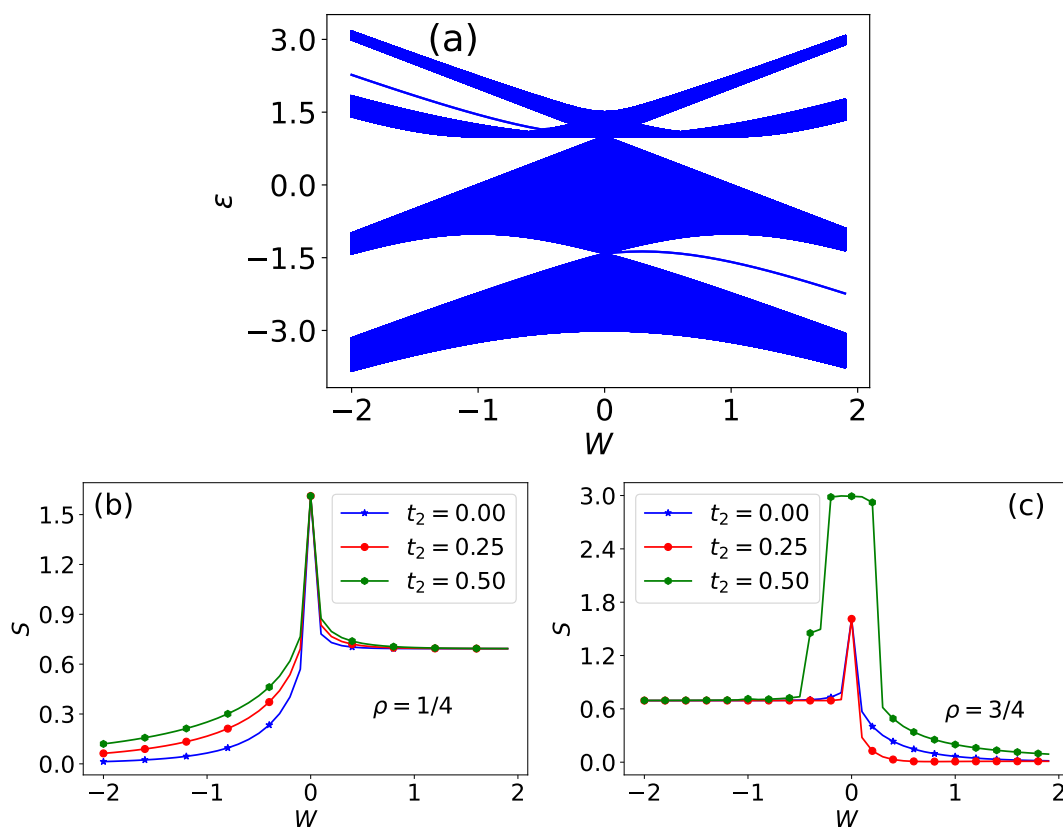 (a)
3.0
1.5
0.0
−1.5
−3.0
ε
−2 −1 0 1 2
W
(b)
1.5
1.2
0.9
0.6
0.3
0.0
S
t₂ = 0.00
t₂ = 0.25
t₂ = 0.50
ρ = 1/4
−2 −1 0 1 2
W
(c)
3.0
2.4
1.8
1.2
0.6
0.0
S
t₂ = 0.00
t₂ = 0.25
t₂ = 0.50
ρ = 3/4
−2 −1 0 1 2
W